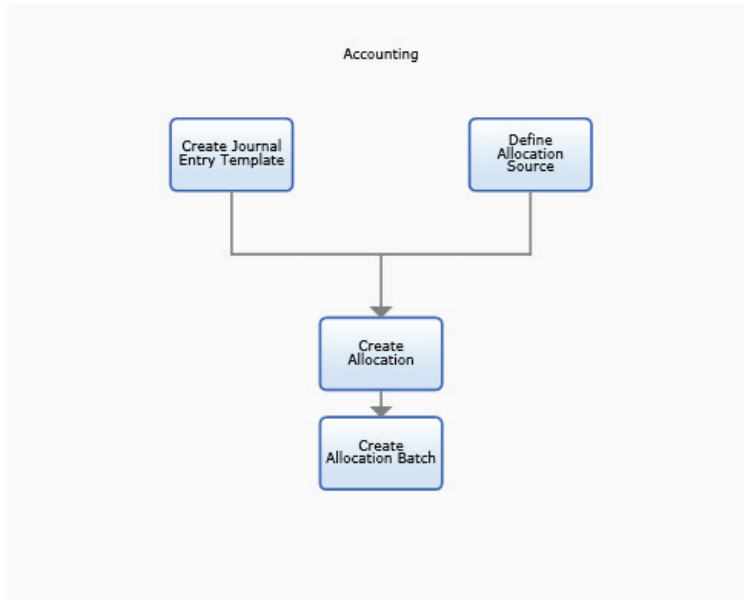 Accounting
Create Journal
Entry Template
Define
Allocation
Source
Create
Allocation
Create
Allocation Batch